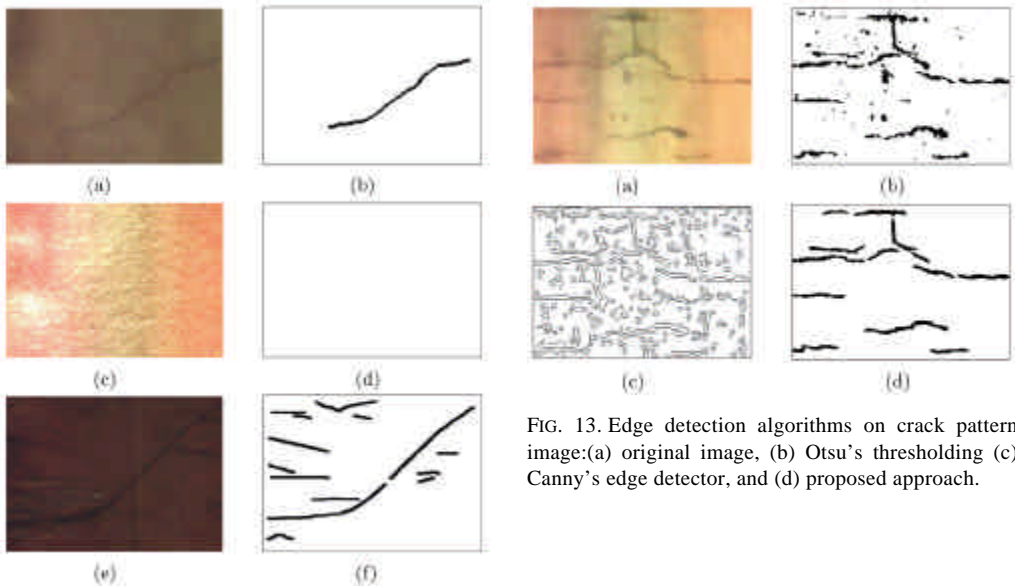 (a)
(b)
(c)
(d)
(e)
(f)
(a)
(b)
(c)
(d)
FIG. 13. Edge detection algorithms on crack pattern
image:(a) original image, (b) Otsu's thresholding (c)
Canny's edge detector, and (d) proposed approach.